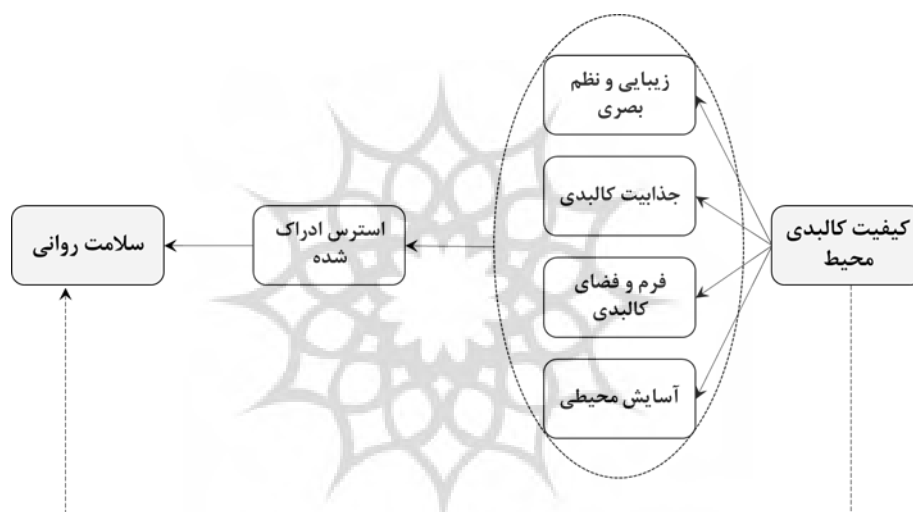 زیبایی و نظم
بصری
جذابیت کالبدی
کیفیت کالبدی
محیط
استرس ادراک
شده
سلامت روانی
فرم و فضای
کالبدی
آسایش محیطی